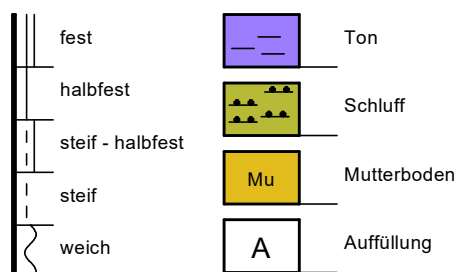 fest
halbfest
steif - halbfest
steif
weich
Ton
Schluff
Mu
Mutterboden
A
Auffüllung